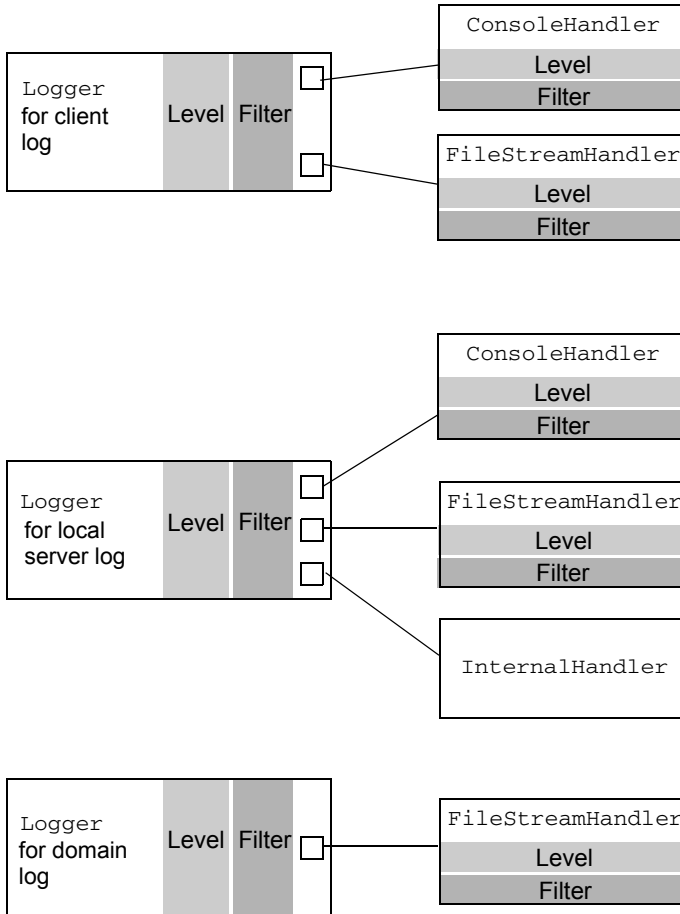 ConsoleHandler
Level
Filter
Logger
for client
log
Level Filter
FileStreamHandler
Level
Filter
ConsoleHandler
Level
Filter
Logger
for local
server log
Level Filter
FileStreamHandler
Level
Filter
InternalHandler
Logger
for domain
log
Level Filter
FileStreamHandler
Level
Filter